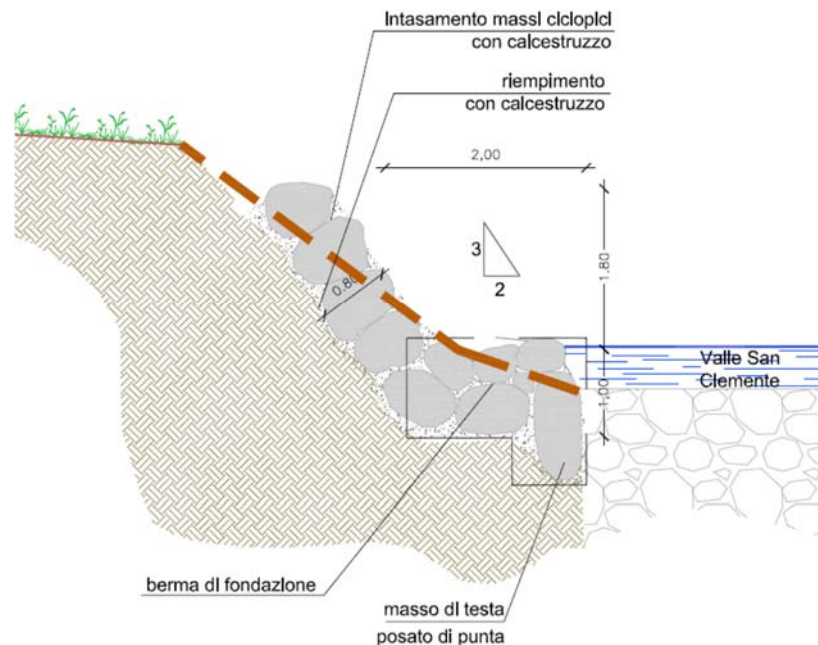 Intasamento massi ciclopici
con calcestruzzo
riempimento
con calcestruzzo
2,00
3
2
1.80
0.80
Valle San
Clemente
1,00
berma di fondazione
masso di testa
posato di punta